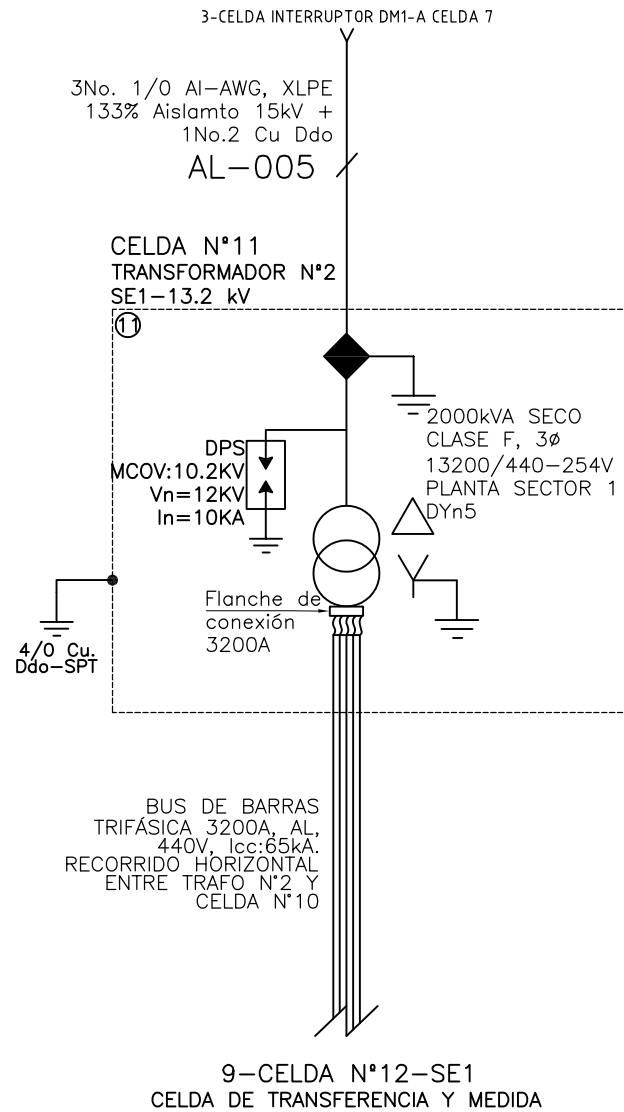 3-CELDA INTERRUPTOR DM1-A CELDA 7
3No. 1/0 Al-AWG, XLPE
133% Aislamto 15kV +
1No.2 Cu Ddo
AL-005
CELDA Nº11
TRANSFORMADOR Nº2
SE1-13.2 kV
11
2000kVA SECO
CLASE F, 3ø
13200/440-254V
PLANTA SECTOR 1
DYn5
DPS
MCOV:10.2KV
Vn=12KV
In=10KA
Flanche de
conexión
3200A
4/0 Cu.
Ddo-SPT
BUS DE BARRAS
TRIFÁSICA 3200A, AL,
440V, Icc:65kA.
RECORRIDO HORIZONTAL
ENTRE TRAFO N°2 Y
CELDA N°10
9-CELDA Nº12-SE1
CELDA DE TRANSFERENCIA Y MEDIDA